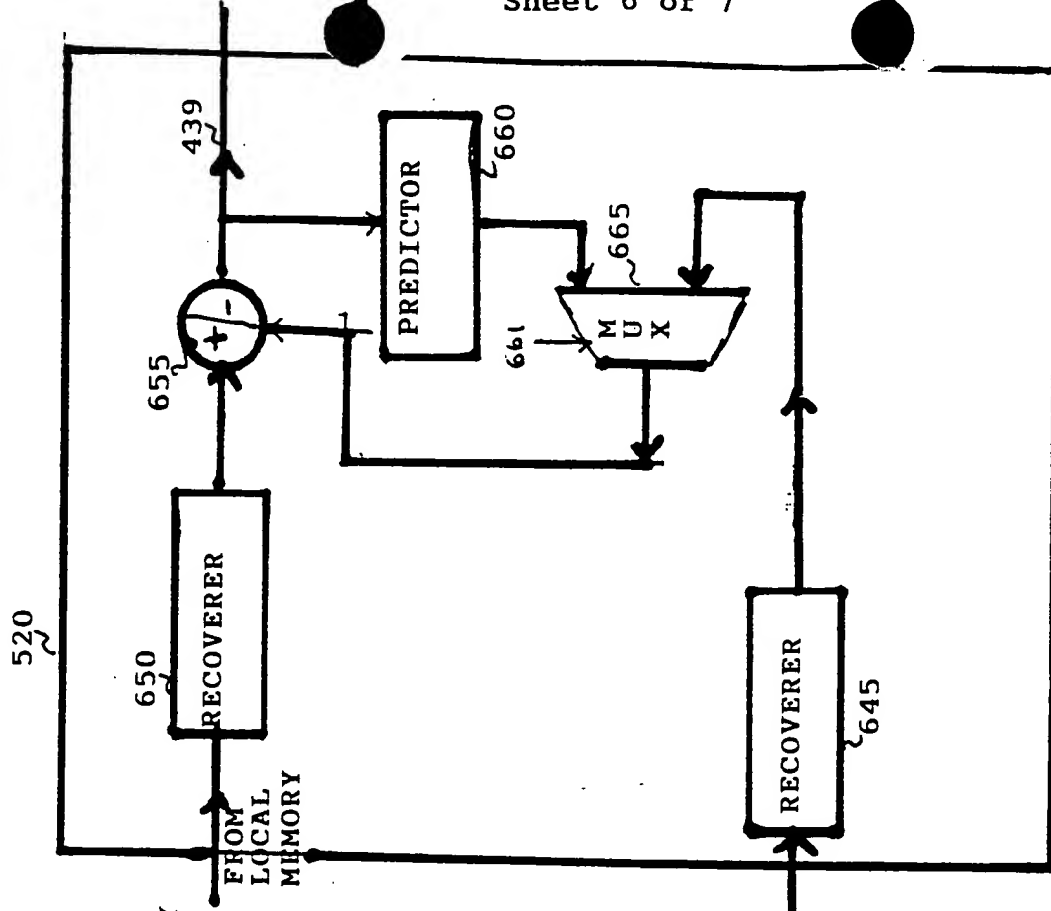 Sheet 6 of 7
520
439
655
650
RECOVERER
FROM
LOCAL
MEMORY
PREDICTOR
660
665
661
M
U
X
RECOVERER
645